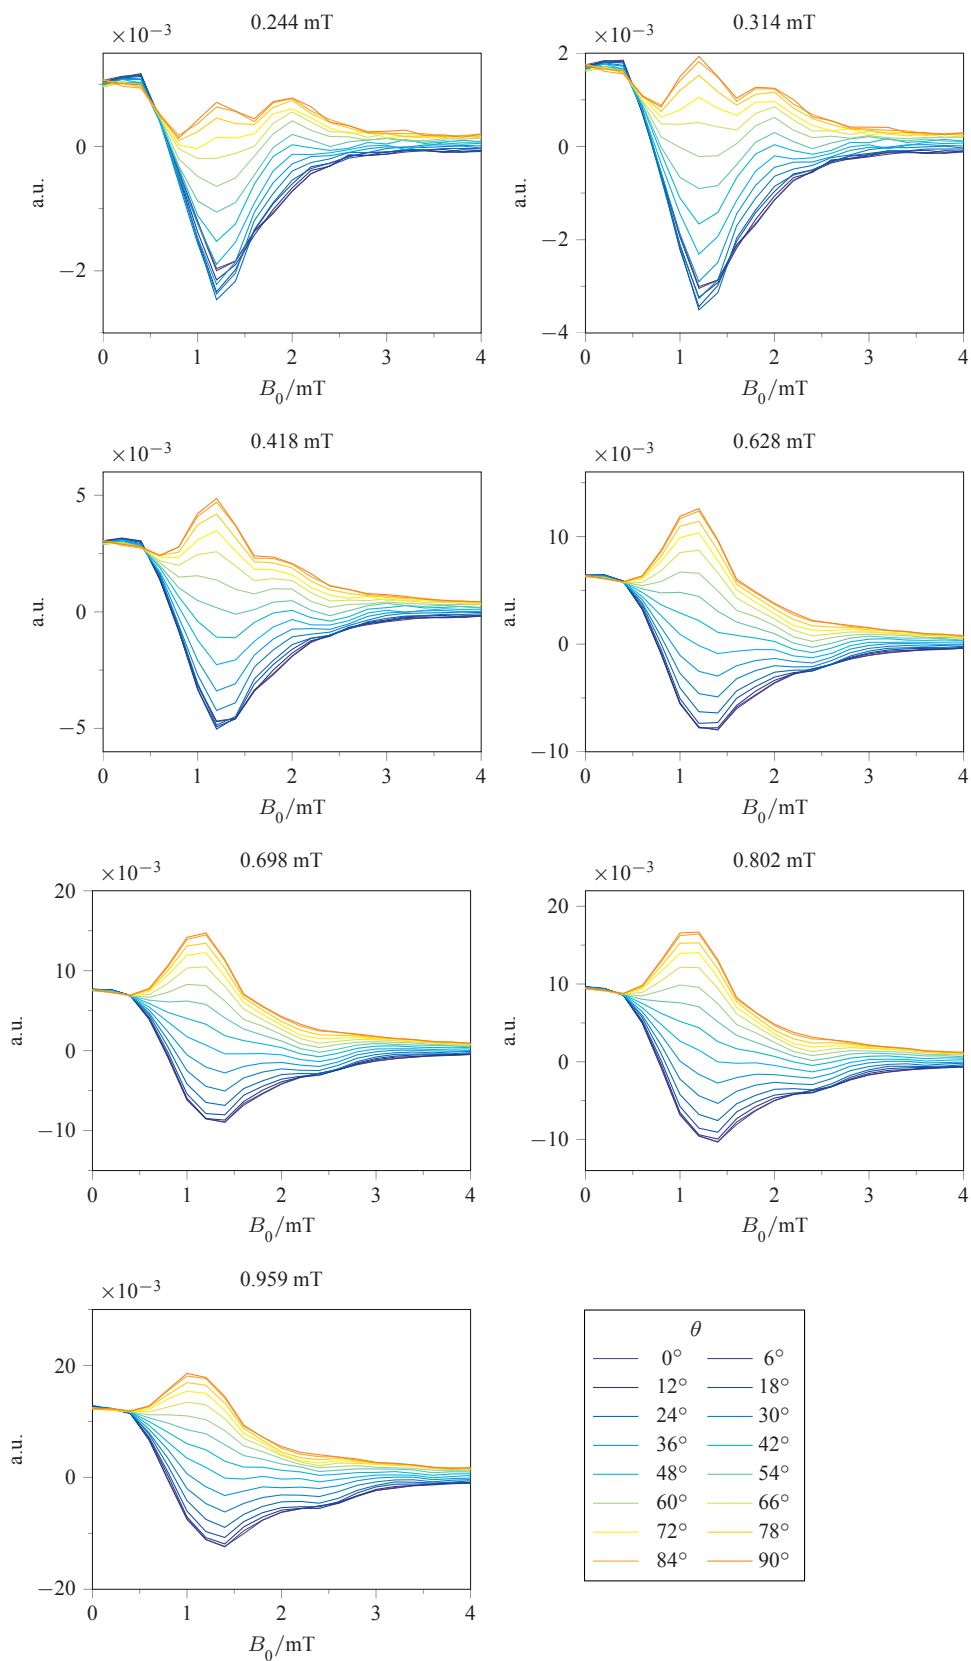 0.244 mT
×10−3
0
−2
a.u.
0 1 2 3 4
B0/mT
0.314 mT
×10−3
2
0
−2
−4
a.u.
0 1 2 3 4
B0/mT
0.418 mT
×10−3
5
0
−5
a.u.
0 1 2 3 4
B0/mT
0.628 mT
×10−3
10
0
−10
a.u.
0 1 2 3 4
B0/mT
0.698 mT
×10−3
20
10
0
−10
a.u.
0 1 2 3 4
B0/mT
0.802 mT
×10−3
20
10
0
−10
a.u.
0 1 2 3 4
B0/mT
0.959 mT
×10−3
20
0
−20
a.u.
0 1 2 3 4
B0/mT
θ
0° 6°
12° 18°
24° 30°
36° 42°
48° 54°
60° 66°
72° 78°
84° 90°